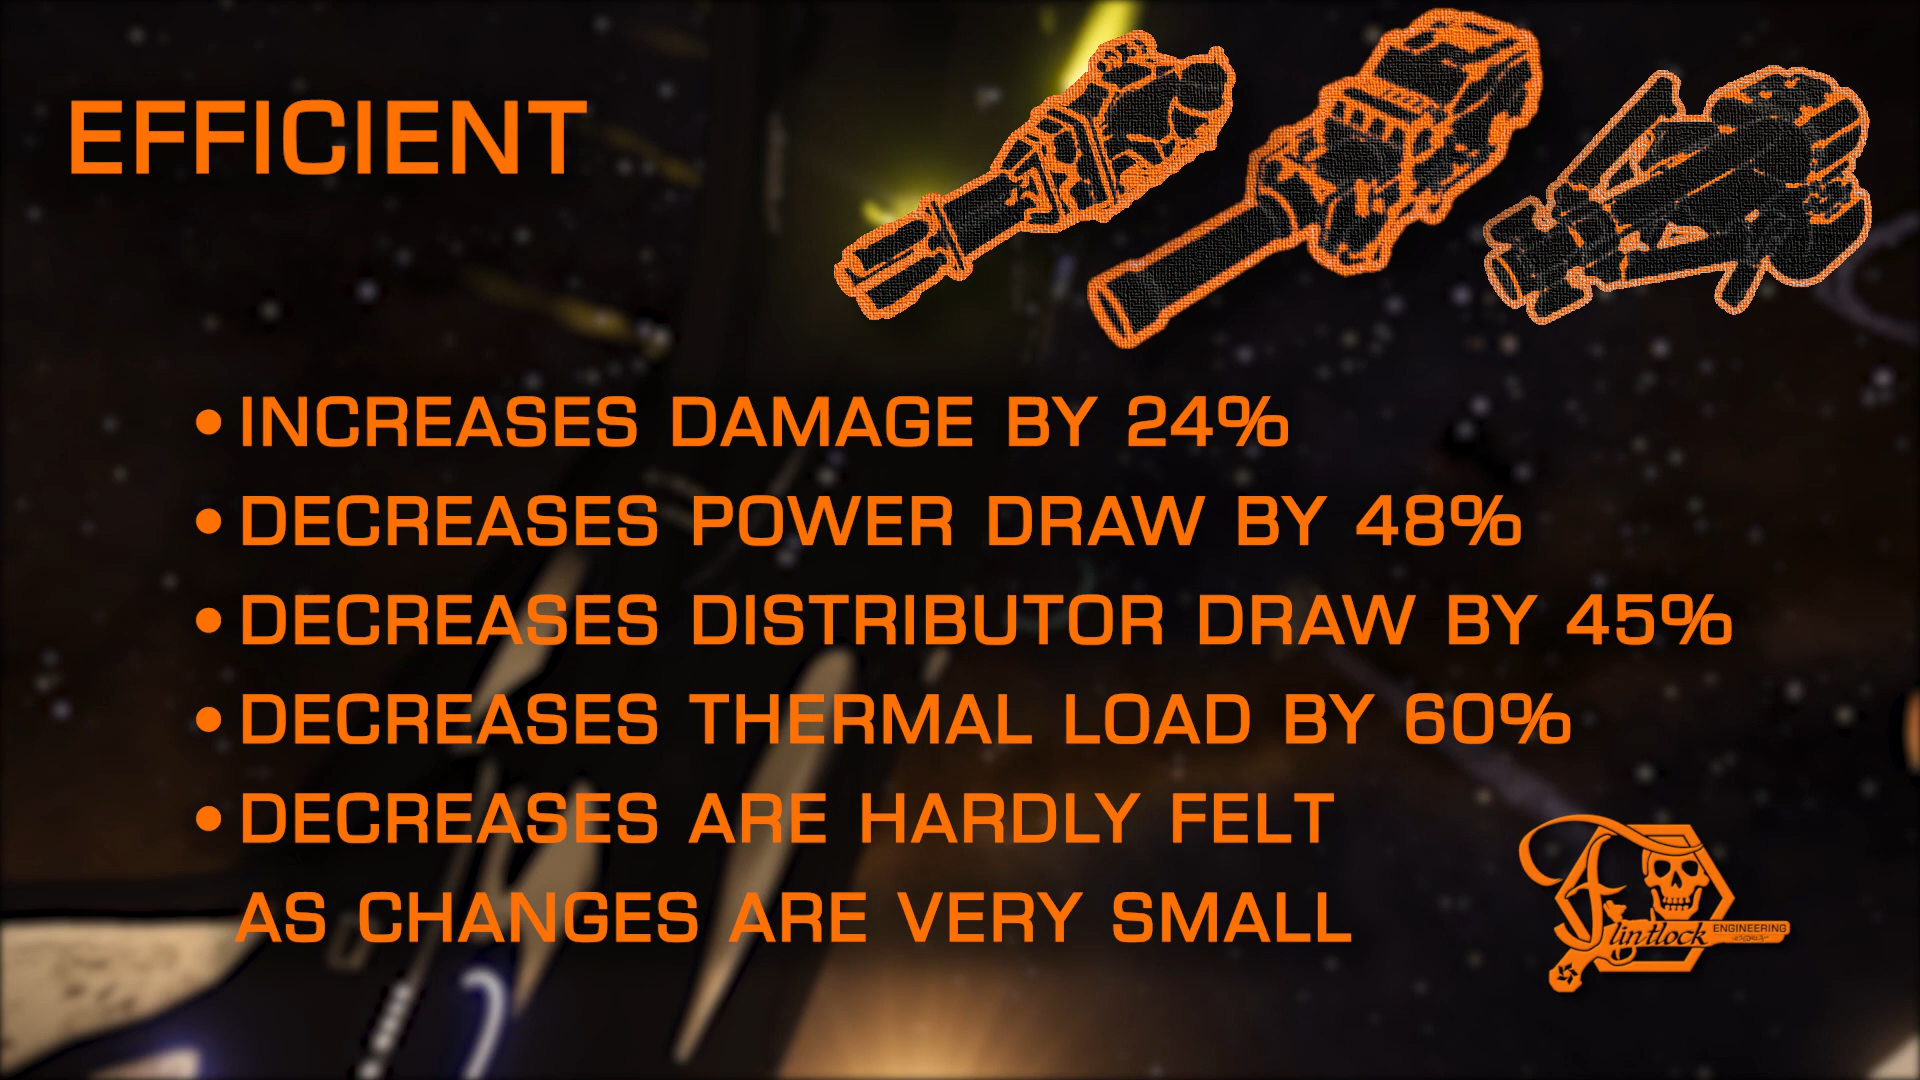 EFFICIENT
• INCREASES DAMAGE BY 24%
• DECREASES POWER DRAW BY 48%
• DECREASES DISTRIBUTOR DRAW BY 45%
• DECREASES THERMAL LOAD BY 60%
• DECREASES ARE HARDLY FELT
AS CHANGES ARE VERY SMALL
Flintlock ENGINEERING